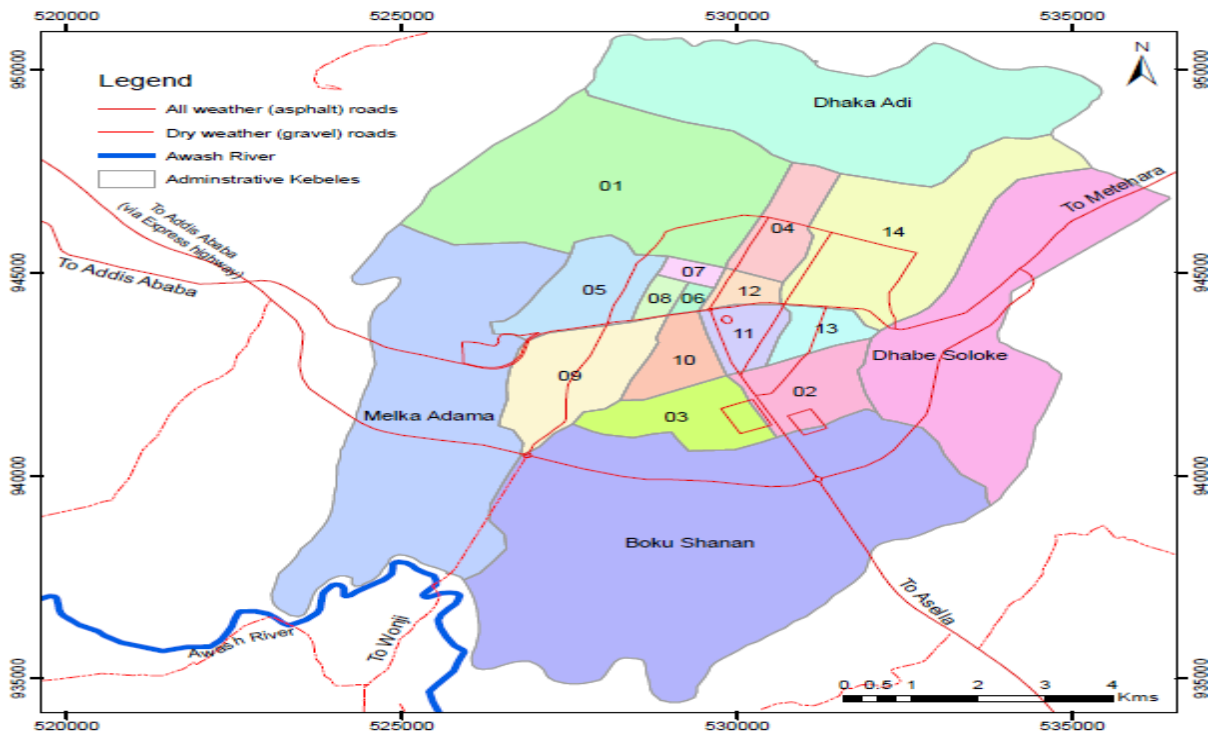 520000 525000 530000 535000
950000 950000
N
Legend
All weather (asphalt) roads
Dry weather (gravel) roads
Awash River
Adminstrative Kebeles
Dhaka Adi
01
04
14
To Metehara
To Addis Ababa
(via Express highway)
To Addis Ababa
945000 945000
07
05
08
06
12
11
13
10
09
02
03
Dhabe Soloke
Melka Adama
940000 940000
Boku Shanan
To Asella
To Wonji
Awash River
935000 935000
0 0.5 1 2 3 4
Kms
520000 525000 530000 535000